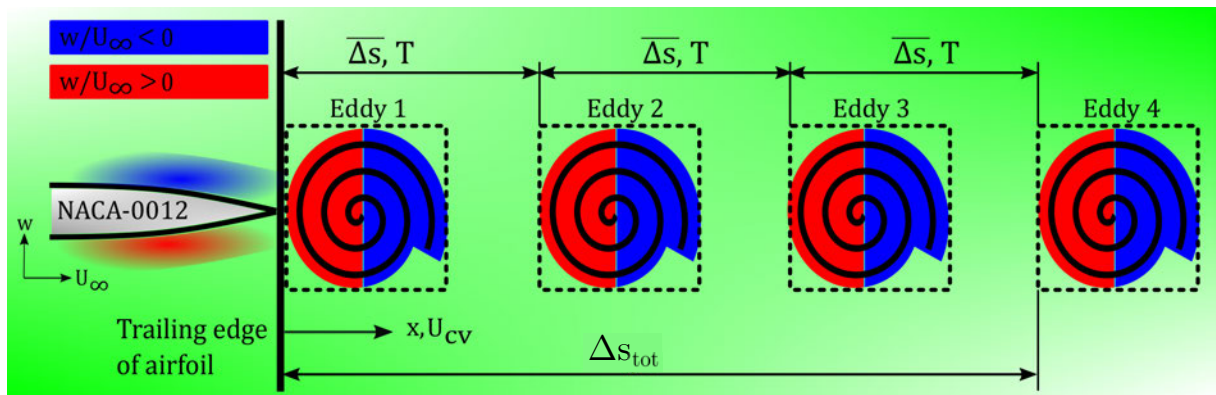 w/U∞ < 0
w/U∞ > 0
Δs, T
Δs, T
Δs, T
Eddy 1
Eddy 2
Eddy 3
Eddy 4
NACA-0012
w
U∞
Trailing edge
of airfoil
x, Ucv
Δs_tot